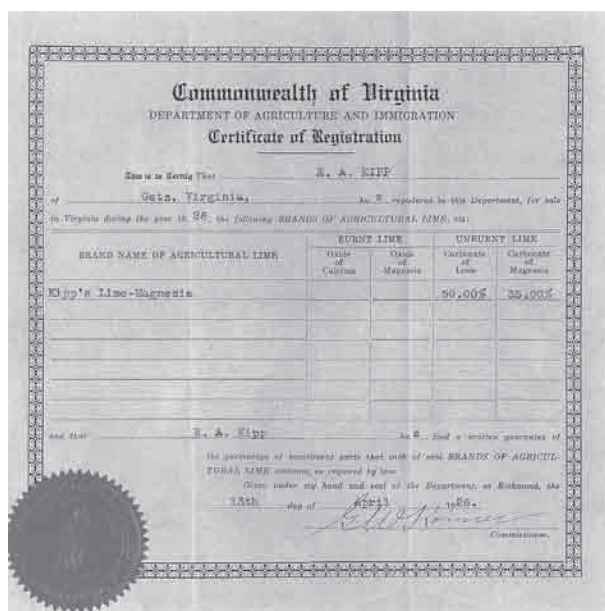 Commonwealth of Virginia
DEPARTMENT OF AGRICULTURE AND IMMIGRATION
Certificate of Registration
This is to Certify That E. A. KIPP
of Getz, Virginia, ha s registered in this Department, for sale
in Virginia during the year 19 26, the following BRANDS OF AGRICULTURAL LIME, viz:
BRAND NAME OF AGRICULTURAL LIME
BURNT LIME UNBURNT LIME
Oxide of Calcium Oxide of Magnesia Carbonate of Lime Carbonate of Magnesia
Kipp's Lime-Magnesia 50.00% 35.00%
and that E. A. Kipp ha s filed a written guarantee of
the percentage of constituent parts that each of said BRANDS OF AGRICUL-
TURAL LIME contains, as required by law.
Given under my hand and seal of the Department, at Richmond, the
13th day of April 1926.
Commissioner.